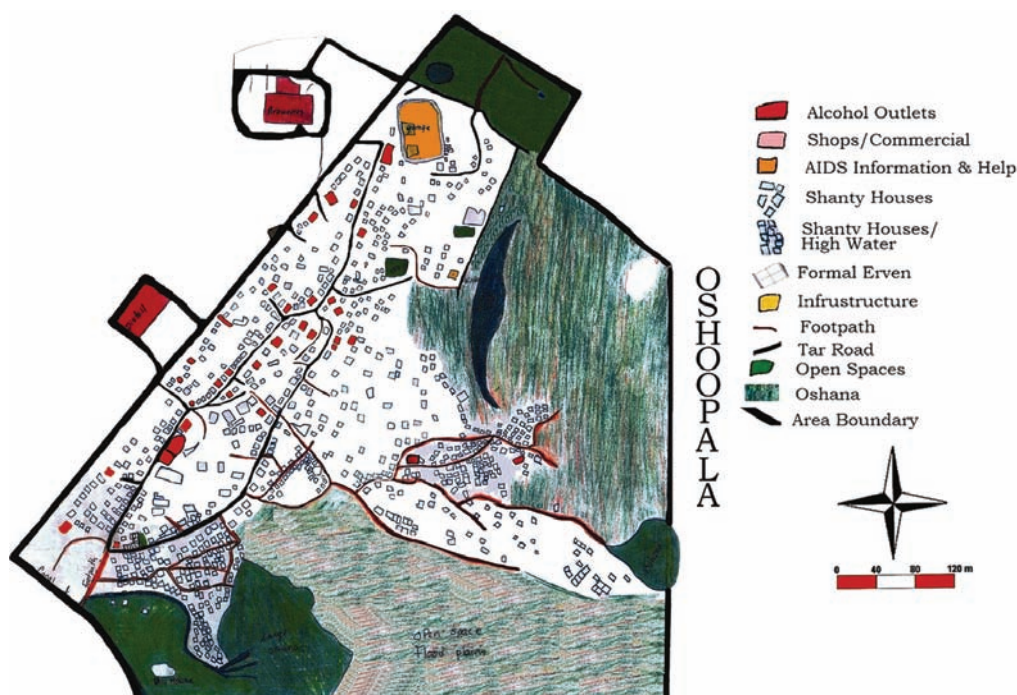 Alcohol Outlets
Shops/Commercial
AIDS Information & Help
Shanty Houses
Shantv Houses/
High Water
Formal Erven
Infrustructure
Footpath
Tar Road
Open Spaces
Oshana
Area Boundary
OSHOOPALA
0 40 80 120 m
open space
flood plains